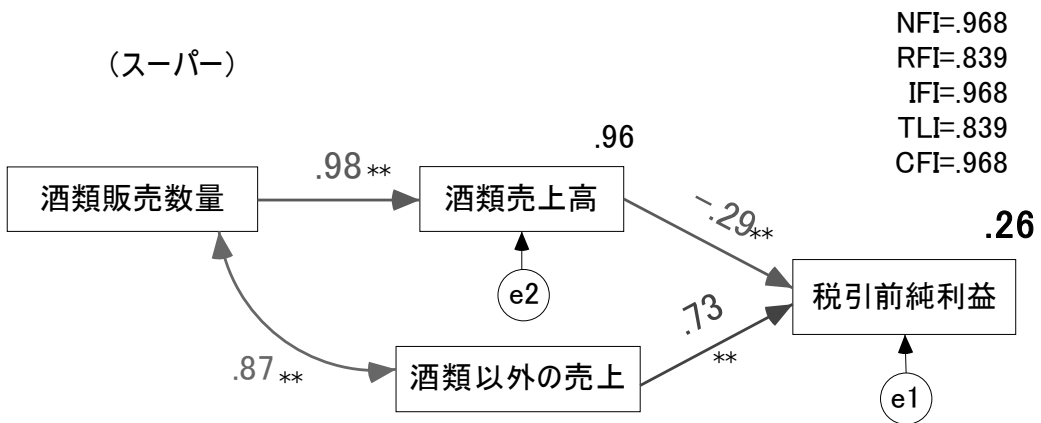 （スーパー）
NFI=.968
RFI=.839
IFI=.968
TLI=.839
CFI=.968
.96
.98 **
酒類販売数量
酒類売上高
-.29**
.26
e2
税引前純利益
.73
**
.87 **
酒類以外の売上
e1